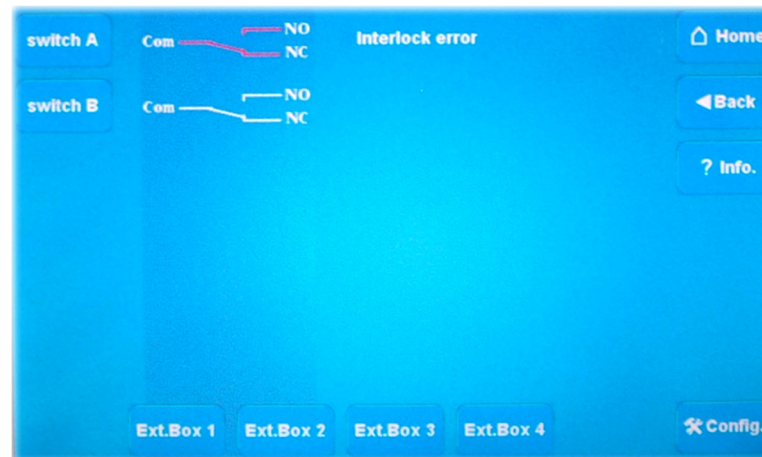 switch A
Com
NO
NC
Interlock error
Home
switch B
Com
NO
NC
Back
? Info.
Ext.Box 1
Ext.Box 2
Ext.Box 3
Ext.Box 4
Config.